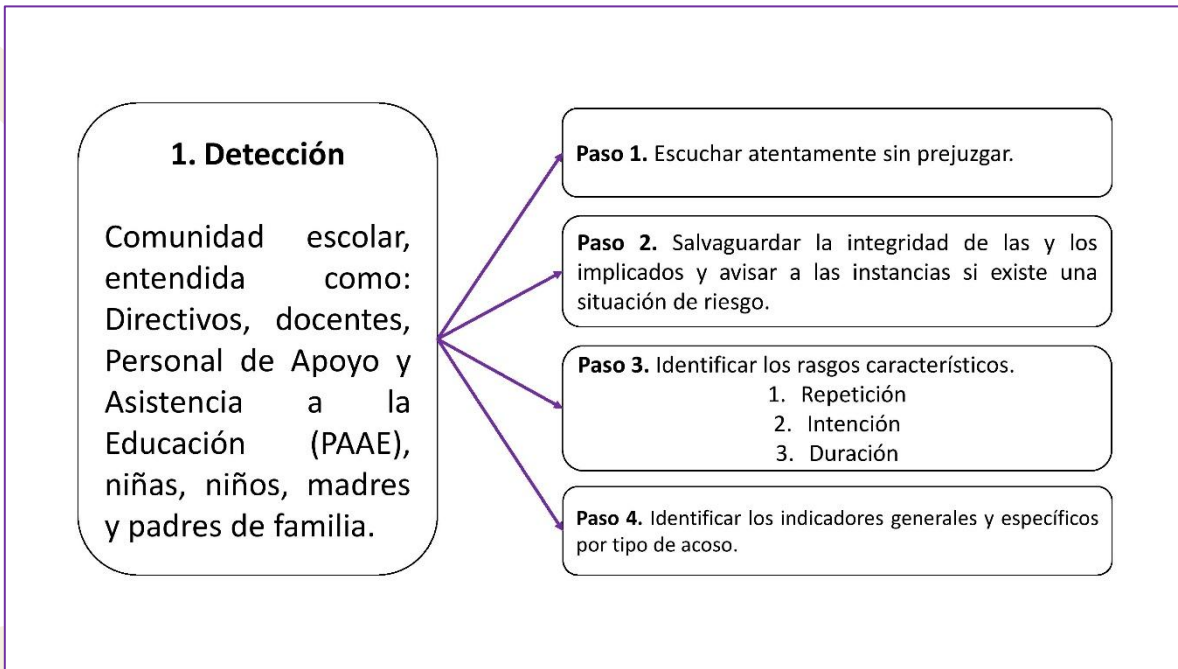 1. Detección
Comunidad escolar,
entendida como:
Directivos, docentes,
Personal de Apoyo y
Asistencia a la
Educación (PAAE),
niñas, niños, madres
y padres de familia.
Paso 1. Escuchar atentamente sin prejuzgar.
Paso 2. Salvaguardar la integridad de las y los
implicados y avisar a las instancias si existe una
situación de riesgo.
Paso 3. Identificar los rasgos característicos.
1. Repetición
2. Intención
3. Duración
Paso 4. Identificar los indicadores generales y específicos
por tipo de acoso.